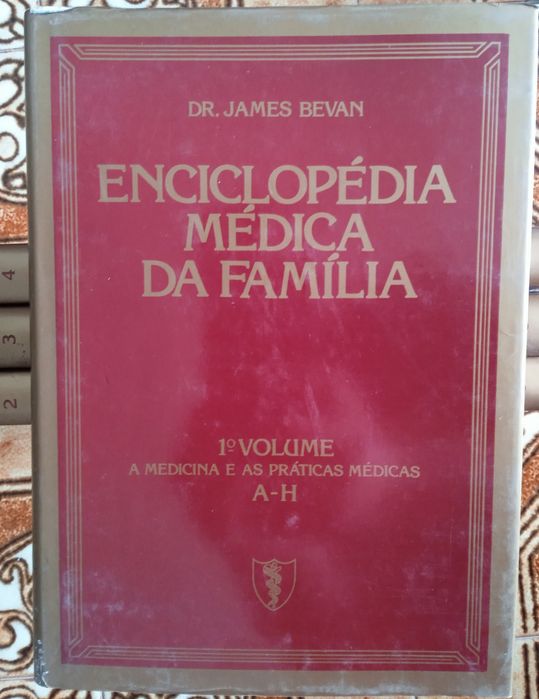 DR. JAMES BEVAN
ENCICLOPÉDIA
MÉDICA
DA FAMÍLIA
1º VOLUME
A MEDICINA E AS PRÁTICAS MÉDICAS
A-H
4
3
2